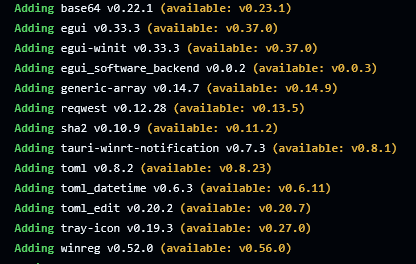 Adding base64 v0.22.1 (available: v0.23.1)
Adding egui v0.33.3 (available: v0.37.0)
Adding egui-winit v0.33.3 (available: v0.37.0)
Adding egui_software_backend v0.0.2 (available: v0.0.3)
Adding generic-array v0.14.7 (available: v0.14.9)
Adding reqwest v0.12.28 (available: v0.13.5)
Adding sha2 v0.10.9 (available: v0.11.2)
Adding tauri-winrt-notification v0.7.3 (available: v0.8.1)
Adding toml v0.8.2 (available: v0.8.23)
Adding toml_datetime v0.6.3 (available: v0.6.11)
Adding toml_edit v0.20.2 (available: v0.20.7)
Adding tray-icon v0.19.3 (available: v0.27.0)
Adding winreg v0.52.0 (available: v0.56.0)